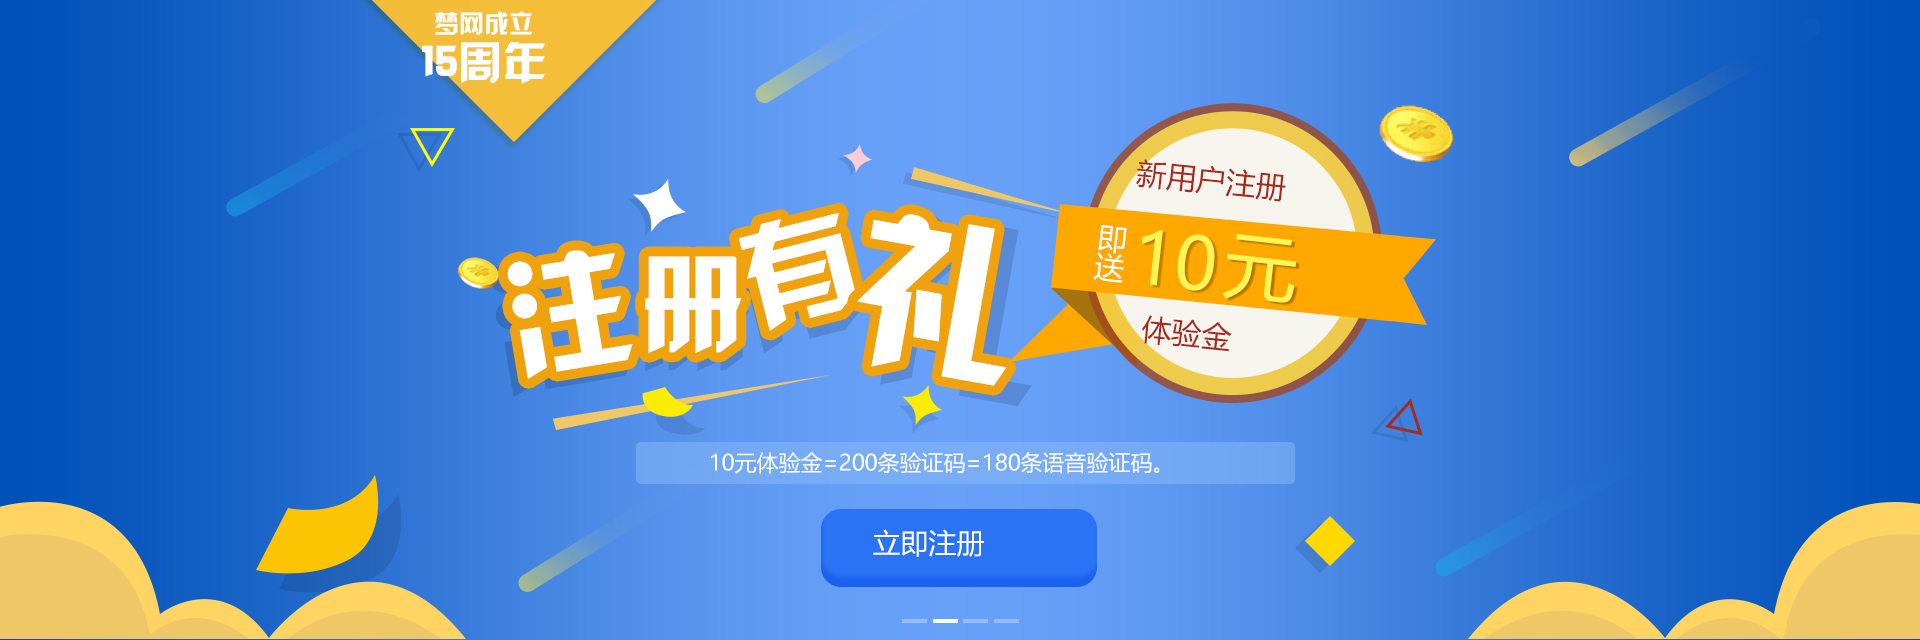 梦网成立
15周年
注册有礼
新用户注册
即送
10元
体验金
10元体验金=200条验证码=180条语音验证码。
立即注册